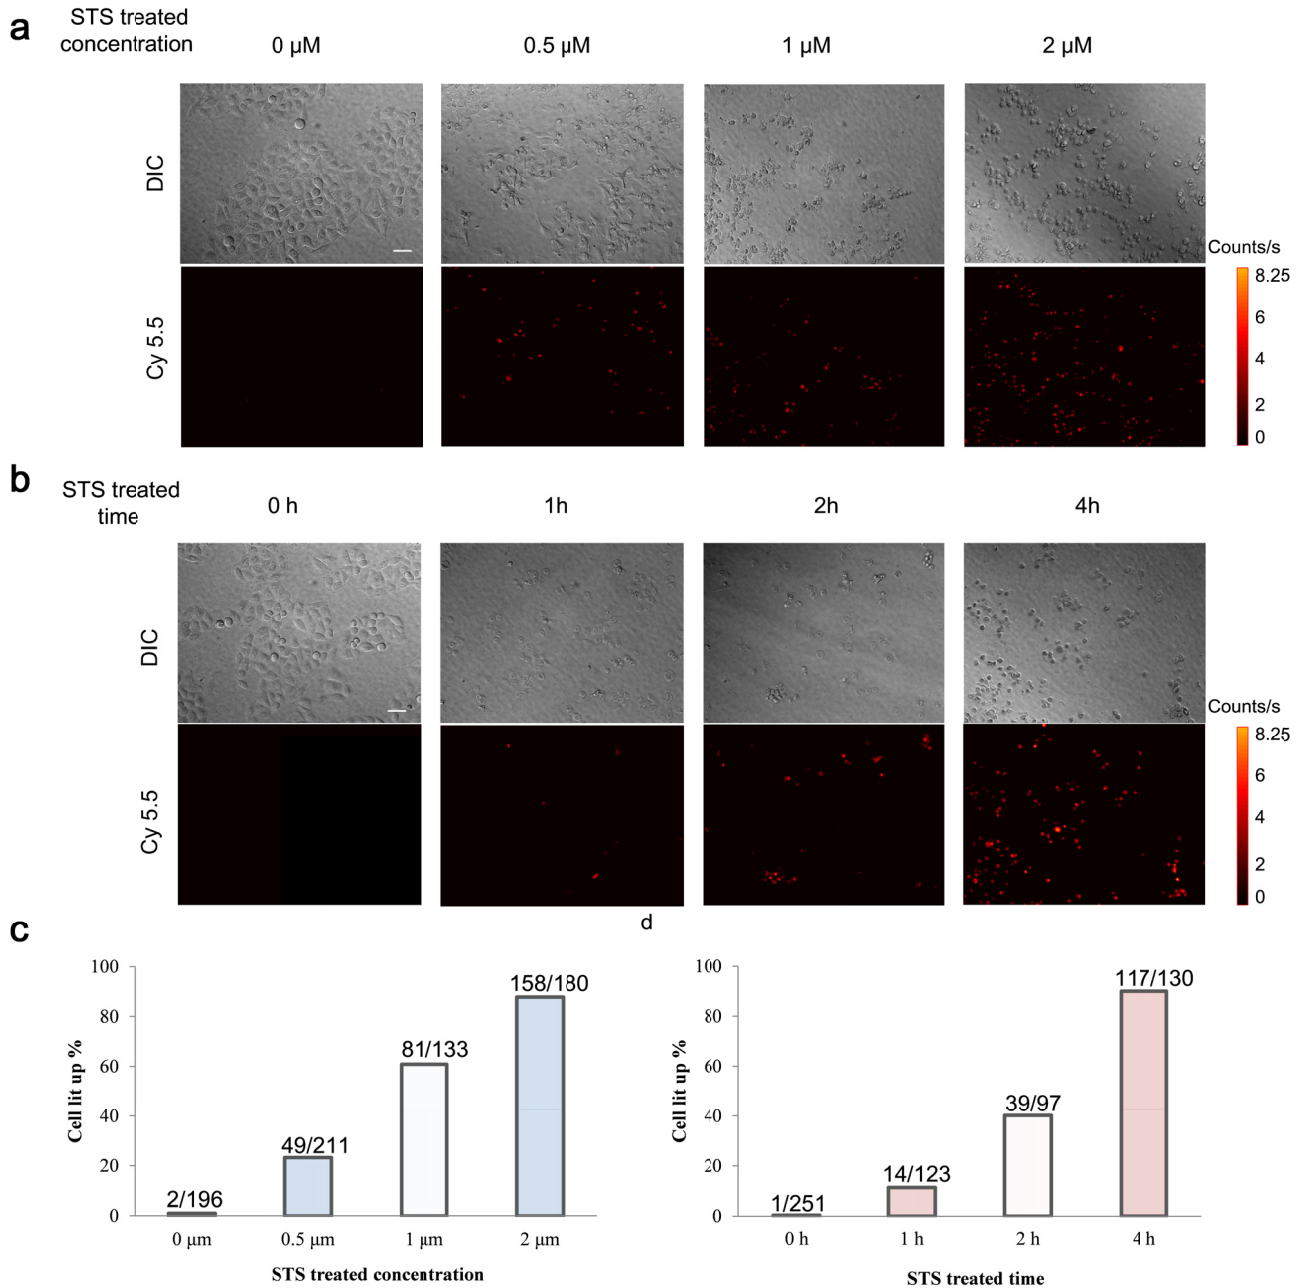 a
STS treated
concentration
0 µM
0.5 µM
1 µM
2 µM
DIC
Cy 5.5
Counts/s
8.25
6
4
2
0
b
STS treated
time
0 h
1h
2h
4h
DIC
Cy 5.5
Counts/s
8.25
6
4
2
0
c
100
80
60
40
20
0
Cell lit up %
2/196
49/211
81/133
158/180
0 µm
0.5 µm
1 µm
2 µm
STS treated concentration
d
100
80
60
40
20
0
Cell lit up %
1/251
14/123
39/97
117/130
0 h
1 h
2 h
4 h
STS treated time